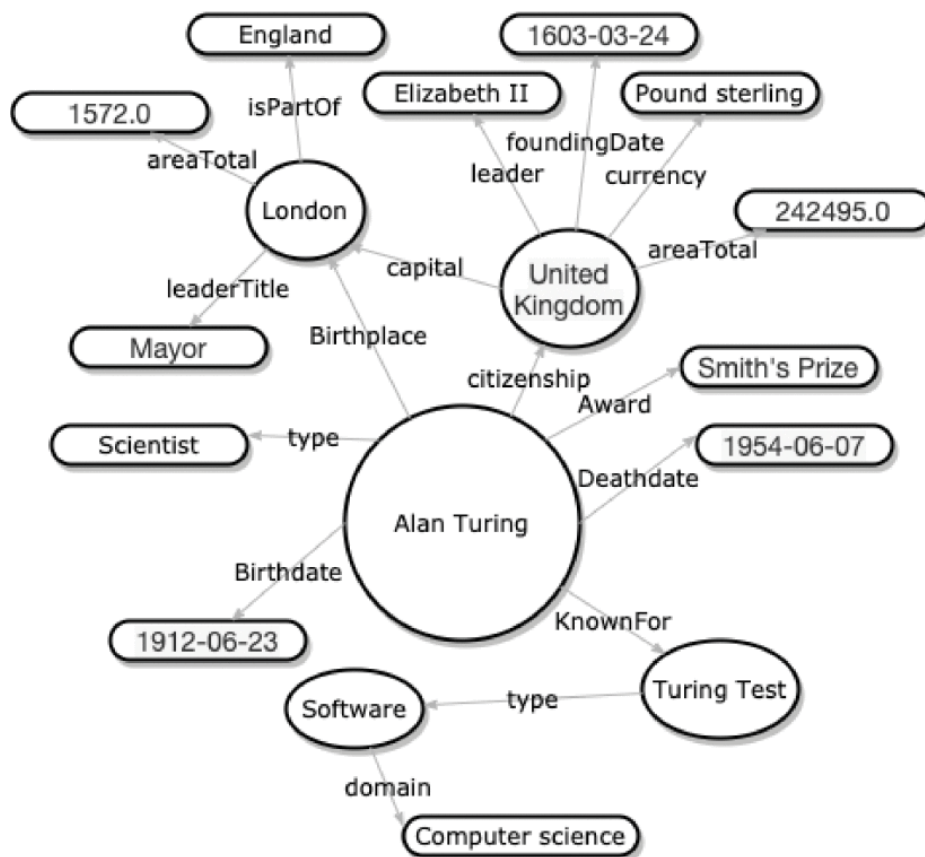 England
1603-03-24
Elizabeth II
Pound sterling
1572.0
isPartOf
foundingDate
areaTotal
leader
currency
London
242495.0
areaTotal
capital
United
Kingdom
leaderTitle
Birthplace
Mayor
Smith's Prize
citizenship
Award
type
Scientist
1954-06-07
Deathdate
Alan Turing
Birthdate
KnownFor
1912-06-23
Turing Test
type
Software
domain
Computer science